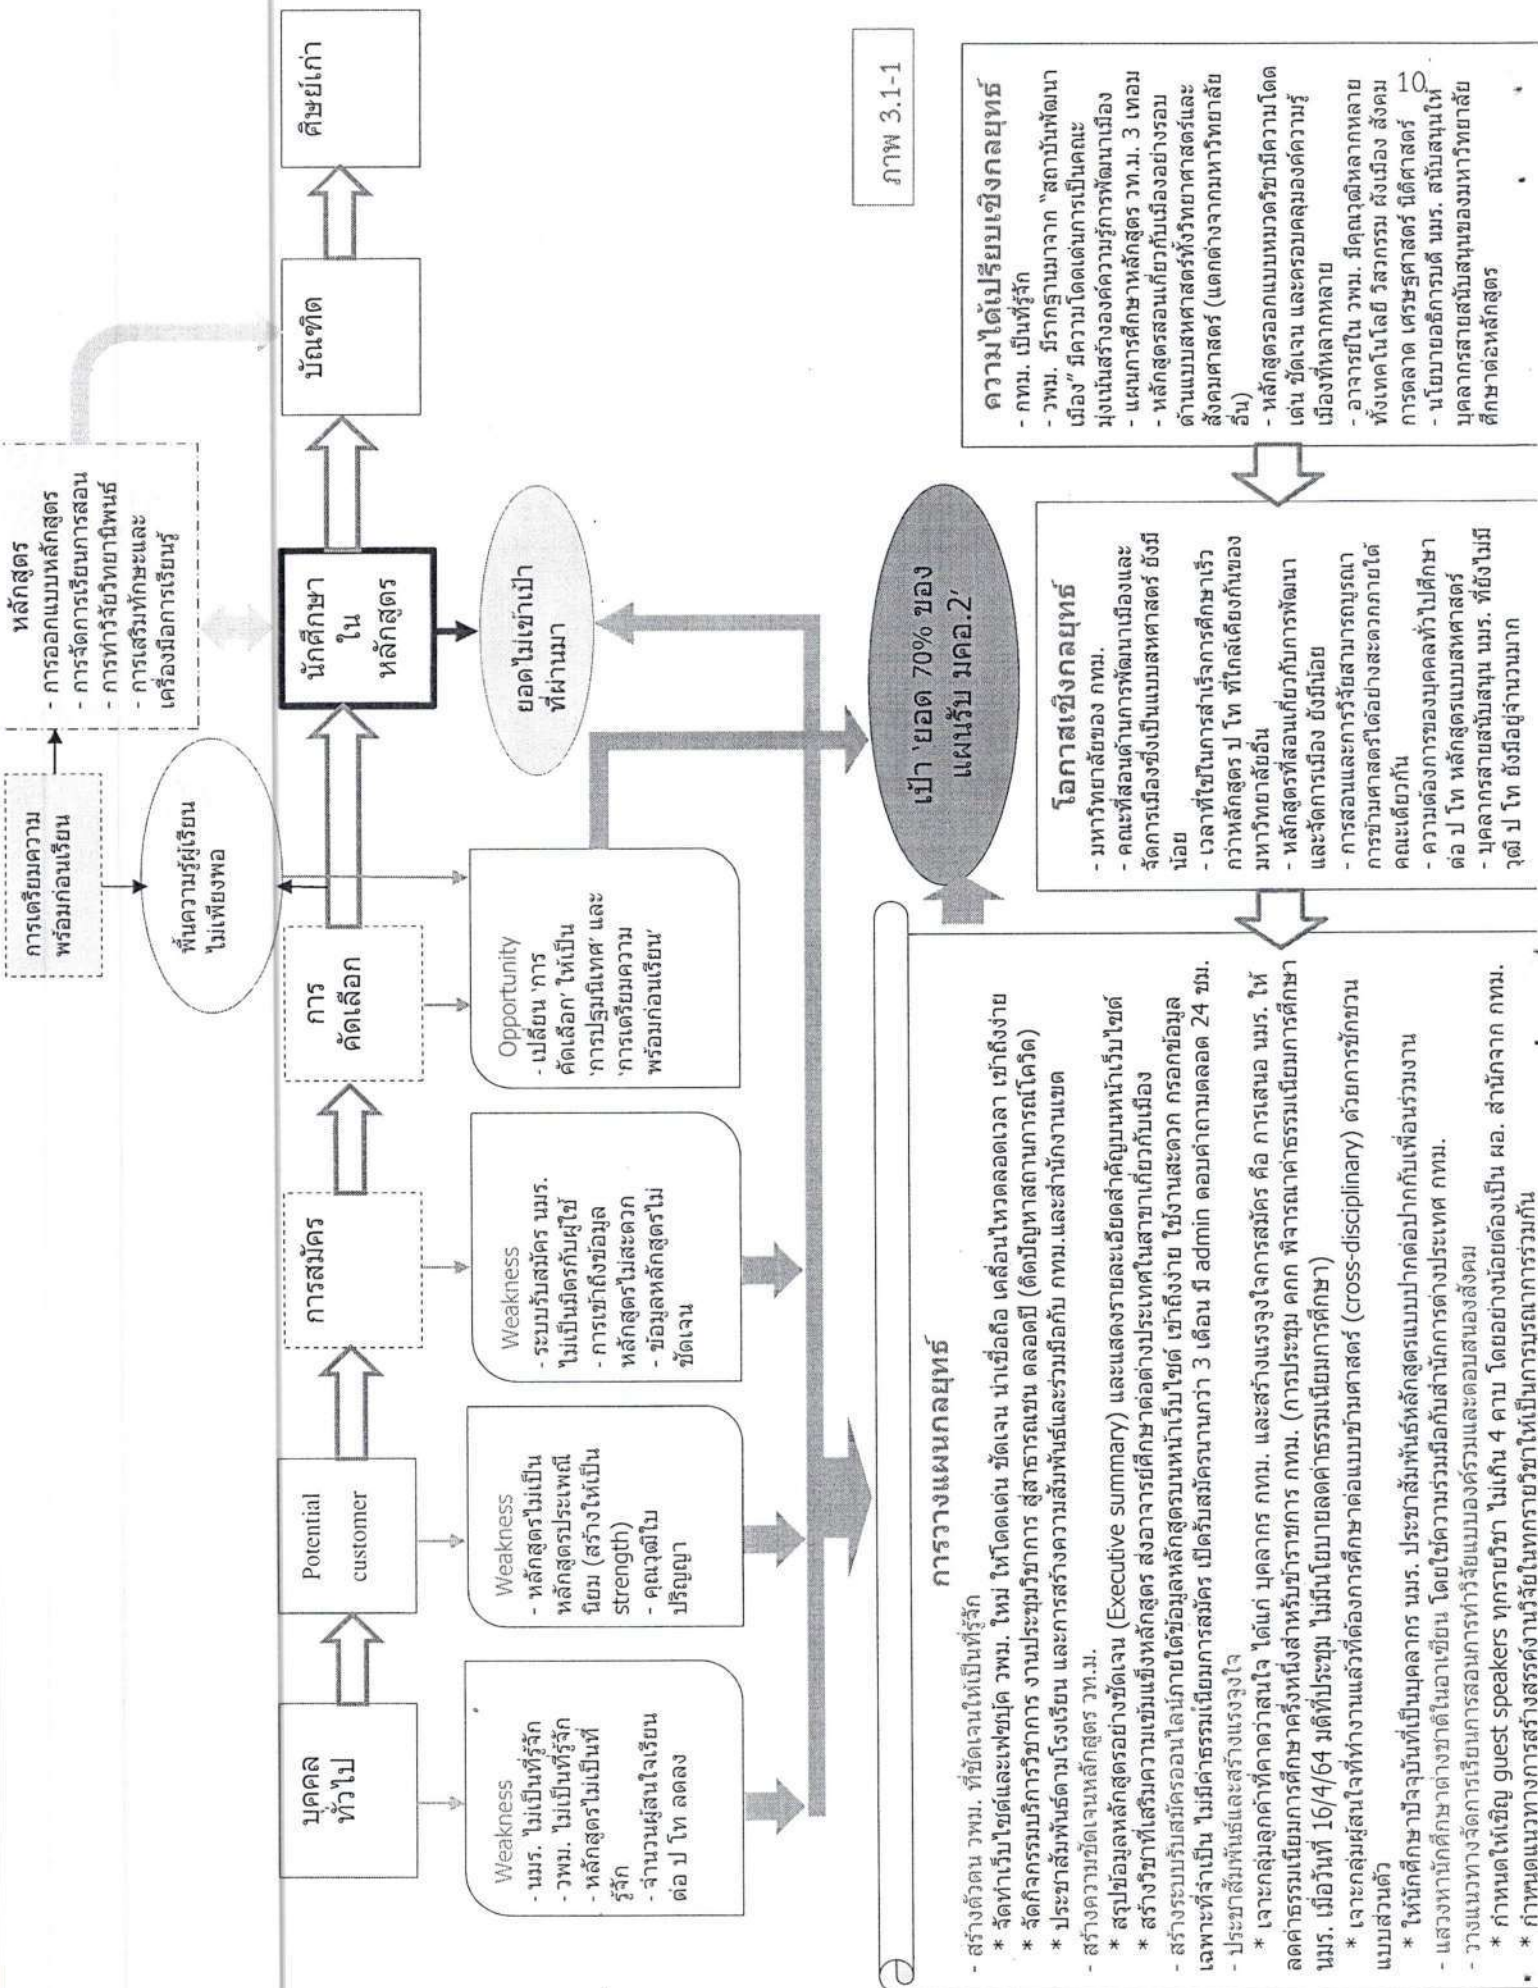 หลักสูตร
- การออกแบบหลักสูตร
- การจัดการเรียนการสอน
- การทำวิจัยวิทยานิพนธ์
- การเสริมทักษะและ
เครื่องมือการเรียนรู้
การเตรียมความ
พร้อมก่อนเรียน
พื้นความรู้ผู้เรียน
ไม่เพียงพอ
บุคคล
ทั่วไป
Potential
customer
การสมัคร
การ
คัดเลือก
นักศึกษา
ใน
หลักสูตร
บัณฑิต
ศิษย์เก่า
Weakness
- นมร. ไม่เป็นที่รู้จัก
- วพม. ไม่เป็นที่รู้จัก
- หลักสูตรไม่เป็นที่
รู้จัก
- จำนวนผู้สนใจเรียน
ต่อ ป โท ลดลง
Weakness
- หลักสูตรไม่เป็น
หลักสูตรประเพณี
นิยม (สร้างให้เป็น
strength)
- คุณวุฒิใบ
ปริญญา
Weakness
- ระบบรับสมัคร นมร.
ไม่เป็นมิตรกับผู้ใช้
- การเข้าถึงข้อมูล
หลักสูตรไม่สะดวก
- ข้อมูลหลักสูตรไม่
ชัดเจน
Opportunity
- เปลี่ยน 'การ
คัดเลือก' ให้เป็น
'การปฐมนิเทศ' และ
'การเตรียมความ
พร้อมก่อนเรียน'
ยอดไม่เข้าเป้า
ที่ผ่านมา
เป้า 'ยอด 70% ของ
แผนรับ มคอ.2'
ภาพ 3.1-1
การวางแผนกลยุทธ์
- สร้างตัวตน วพม. ที่ชัดเจนให้เป็นที่รู้จัก
* จัดทำเว็บไซต์และเฟซบุ๊ค วพม. ใหม่ ให้โดดเด่น ชัดเจน น่าเชื่อถือ เคลื่อนไหวตลอดเวลา เข้าถึงง่าย
* จัดกิจกรรมบริการวิชาการ งานประชุมวิชาการ สู่สาธารณชน ตลอดปี (ติดปัญหาสถานการณ์โควิด)
* ประชาสัมพันธ์ตามโรงเรียน และการสร้างความสัมพันธ์และร่วมมือกับ กทม.และสำนักงานเขต
- สร้างความชัดเจนหลักสูตร วท.ม.
* สรุปข้อมูลหลักสูตรอย่างชัดเจน (Executive summary) และแสดงรายละเอียดสำคัญบนหน้าเว็บไซต์
* สร้างวิชาที่เสริมความเข้มแข็งหลักสูตร ส่งอาจารย์ศึกษาต่อต่างประเทศในสาขาเกี่ยวกับเมือง
- สร้างระบบรับสมัครออนไลน์ภายใต้ข้อมูลหลักสูตรบนหน้าเว็บไซต์ เข้าถึงง่าย ใช้งานสะดวก กรอกข้อมูล
เฉพาะที่จำเป็น ไม่มีค่าธรรมเนียมการสมัคร เปิดรับสมัครนานกว่า 3 เดือน มี admin ตอบคำถามตลอด 24 ชม.
- ประชาสัมพันธ์และสร้างแรงจูงใจ
* เจาะกลุ่มลูกค้าที่คาดว่าสนใจ ได้แก่ บุคลากร กทม. และสร้างแรงจูงใจการสมัคร คือ การเสนอ นมร. ให้
ลดค่าธรรมเนียมการศึกษาครึ่งหนึ่งสำหรับข้าราชการ กทม. (การประชุม คกก พิจารณาค่าธรรมเนียมการศึกษา
นมร. เมื่อวันที่ 16/4/64 มติที่ประชุม ไม่มีนโยบายลดค่าธรรมเนียมการศึกษา)
* เจาะกลุ่มผู้สนใจที่ทำงานแล้วที่ต้องการศึกษาต่อแบบข้ามศาสตร์ (cross-disciplinary) ด้วยการชักชวน
แบบส่วนตัว
* ให้นักศึกษาปัจจุบันที่เป็นบุคลากร นมร. ประชาสัมพันธ์หลักสูตรแบบปากต่อปากกับเพื่อนร่วมงาน
- แสวงหานักศึกษาต่างชาติในอาเซียน โดยใช้ความร่วมมือกับสำนักการต่างประเทศ กทม.
- วางแนวทางจัดการเรียนการสอนการทำวิจัยแบบองค์รวมและตอบสนองสังคม
* กำหนดให้เชิญ guest speakers ทุกรายวิชา ไม่เกิน 4 คาบ โดยอย่างน้อยต้องเป็น ผอ. สำนักจาก กทม.
* กำหนดแนวทางการสร้างสรรค์งานวิจัยในทุกรายวิชาให้เป็นการบูรณาการร่วมกัน
โอกาสเชิงกลยุทธ์
- มหาวิทยาลัยของ กทม.
- คณะที่สอนด้านการพัฒนาเมืองและ
จัดการเมืองซึ่งเป็นแบบสหศาสตร์ ยังมี
น้อย
- เวลาที่ใช้ในการสำเร็จการศึกษาเร็ว
กว่าหลักสูตร ป โท ที่ใกล้เคียงกันของ
มหาวิทยาลัยอื่น
- หลักสูตรที่สอนเกี่ยวกับการพัฒนา
และจัดการเมือง ยังมีน้อย
- การสอนและการวิจัยสามารถบูรณา
การข้ามศาสตร์ได้อย่างสะดวกภายใต้
คณะเดียวกัน
- ความต้องการของบุคคลทั่วไปศึกษา
ต่อ ป โท หลักสูตรแบบสหศาสตร์
- บุคลากรสายสนับสนุน นมร. ที่ยังไม่มี
วุฒิ ป โท ยังมีอยู่จำนวนมาก
ความได้เปรียบเชิงกลยุทธ์
- กทม. เป็นที่รู้จัก
- วพม. มีรากฐานมาจาก "สถาบันพัฒนา
เมือง" มีความโดดเด่นการเป็นคณะ
มุ่งเน้นสร้างองค์ความรู้การพัฒนาเมือง
- แผนการศึกษาหลักสูตร วท.ม. 3 เทอม
- หลักสูตรสอนเกี่ยวกับเมืองอย่างรอบ
ด้านแบบสหศาสตร์ทั้งวิทยาศาสตร์และ
สังคมศาสตร์ (แตกต่างจากมหาวิทยาลัย
อื่น)
- หลักสูตรออกแบบหมวดวิชามีความโดด
เด่น ชัดเจน และครอบคลุมองค์ความรู้
เมืองที่หลากหลาย
- อาจารย์ใน วพม. มีคุณวุฒิหลากหลาย
ทั้งเทคโนโลยี วิศวกรรม ผังเมือง สังคม
การตลาด เศรษฐศาสตร์ นิติศาสตร์
- นโยบายอธิการบดี นมร. สนับสนุนให้
บุคลากรสายสนับสนุนของมหาวิทยาลัย
ศึกษาต่อหลักสูตร
10